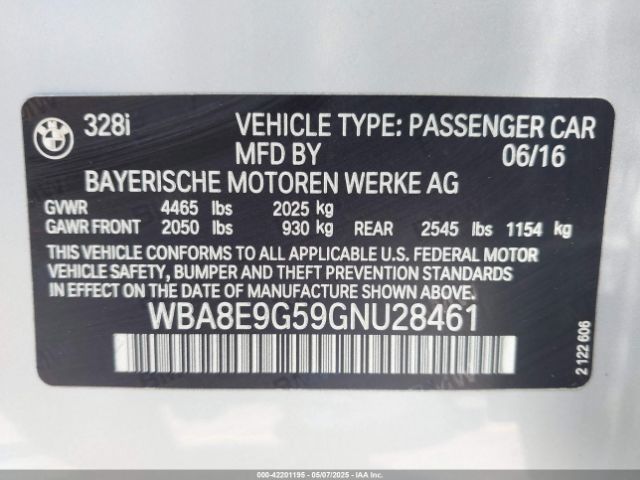 BMW
328i VEHICLE TYPE: PASSENGER CAR
MFD BY 06/16
BAYERISCHE MOTOREN WERKE AG
GVWR 4465 lbs 2025 kg
GAWR FRONT 2050 lbs 930 kg REAR 2545 lbs 1154 kg
THIS VEHICLE CONFORMS TO ALL APPLICABLE U.S. FEDERAL MOTOR
VEHICLE SAFETY, BUMPER AND THEFT PREVENTION STANDARDS
IN EFFECT ON THE DATE OF MANUFACTURE SHOWN ABOVE.
WBA8E9G59GNU28461
2 122 606
000-42201195 - 05/07/2025 - IAAI.COM